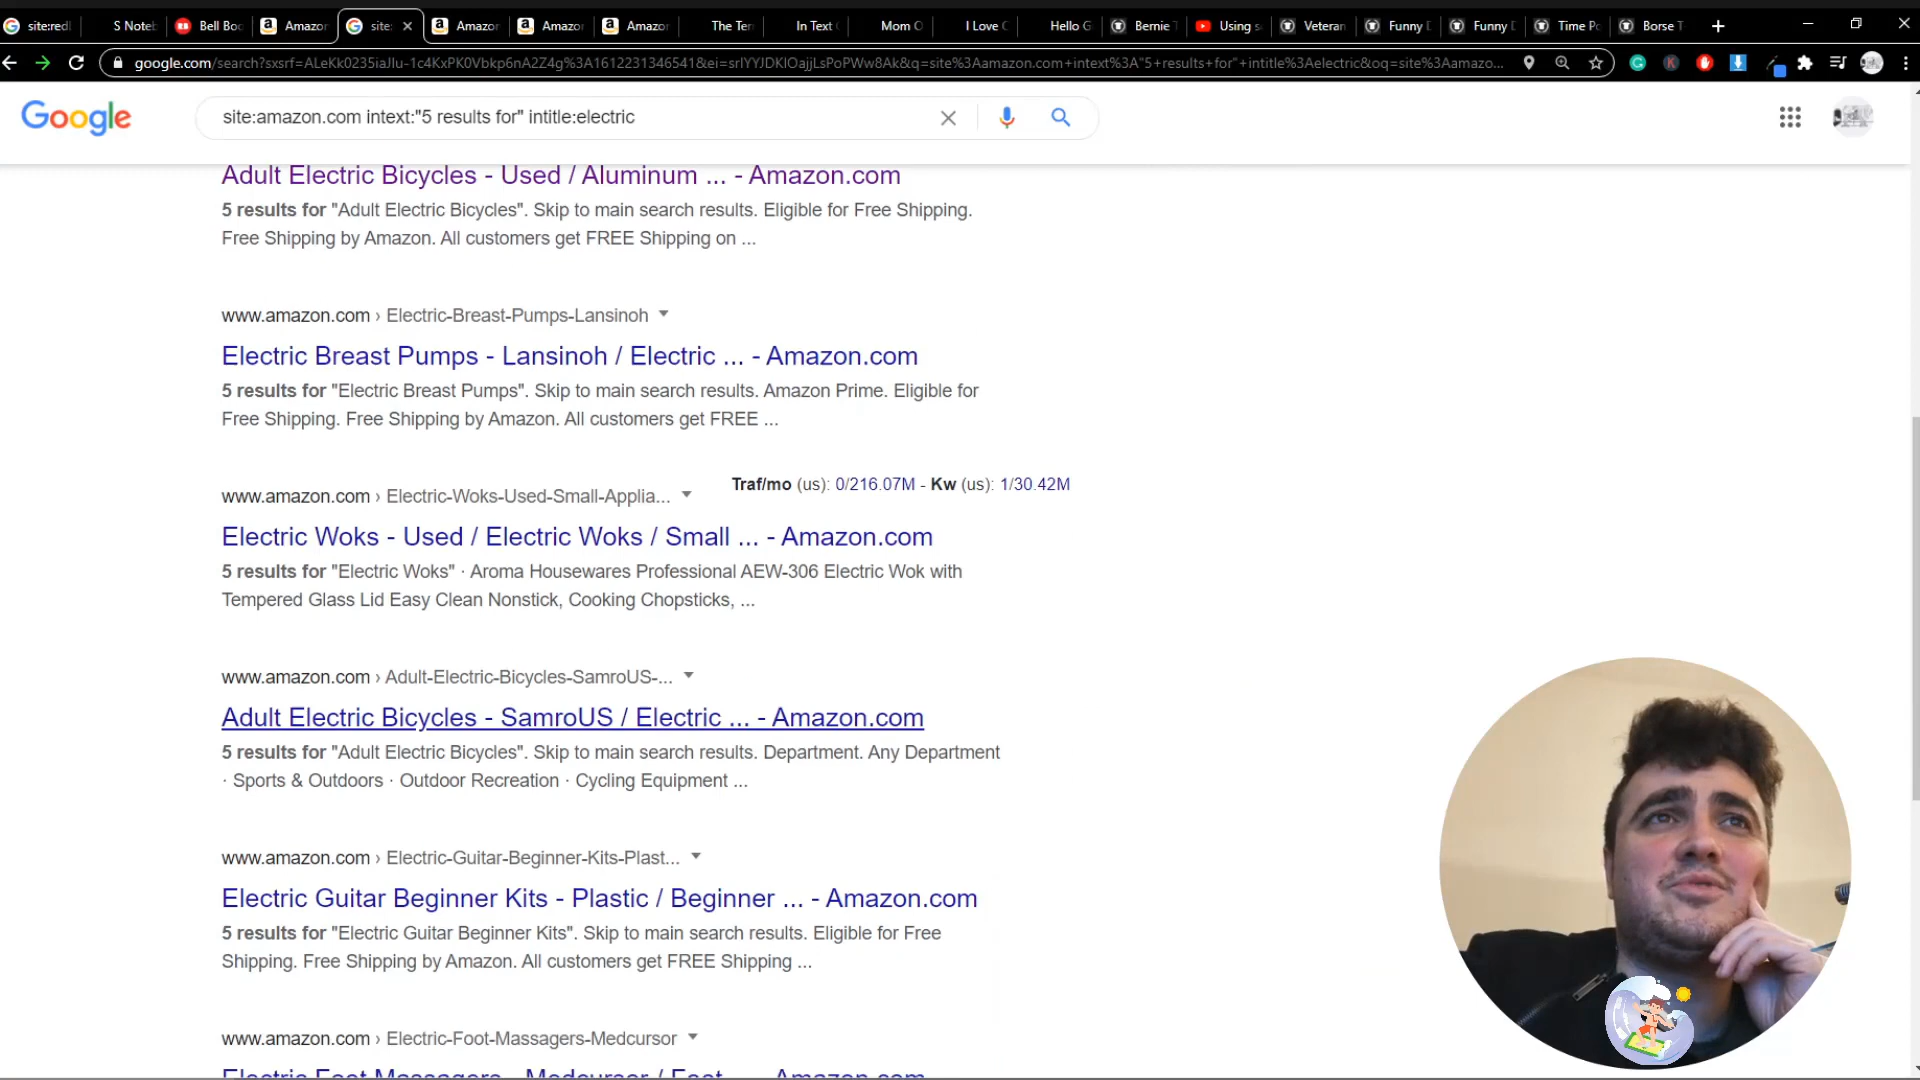 site:red
S Noteb
Bell Boo
Amazon
site:
Amazo
Amazo
Amazo
The Ter
In Text
Mom O
I Love C
Hello G
Bernie T
Using s
Veteran
Funny D
Funny D
Time Po
Borse T
google.com/search?sxsrf=ALeKk0235iaJlu-1c4KxPK0Vbkp6nA2Z4g%3A1612231346541&ei=srIYYJDKIOajjLsPoPWw8Ak&q=site%3Aamazon.com+intext%3A"5+results+for"+intitle%3Aelectric&oq=site%3Aamazo...
Google
site:amazon.com intext:"5 results for" intitle:electric
Adult Electric Bicycles - Used / Aluminum ... - Amazon.com
5 results for "Adult Electric Bicycles". Skip to main search results. Eligible for Free Shipping.
Free Shipping by Amazon. All customers get FREE Shipping on ...
www.amazon.com › Electric-Breast-Pumps-Lansinoh
Electric Breast Pumps - Lansinoh / Electric ... - Amazon.com
5 results for "Electric Breast Pumps". Skip to main search results. Amazon Prime. Eligible for
Free Shipping. Free Shipping by Amazon. All customers get FREE ...
www.amazon.com › Electric-Woks-Used-Small-Applia...
Traf/mo (us): 0/216.07M - Kw (us): 1/30.42M
Electric Woks - Used / Electric Woks / Small ... - Amazon.com
5 results for "Electric Woks" · Aroma Housewares Professional AEW-306 Electric Wok with
Tempered Glass Lid Easy Clean Nonstick, Cooking Chopsticks, ...
www.amazon.com › Adult-Electric-Bicycles-SamroUS-...
Adult Electric Bicycles - SamroUS / Electric ... - Amazon.com
5 results for "Adult Electric Bicycles". Skip to main search results. Department. Any Department
· Sports & Outdoors · Outdoor Recreation · Cycling Equipment ...
www.amazon.com › Electric-Guitar-Beginner-Kits-Plast...
Electric Guitar Beginner Kits - Plastic / Beginner ... - Amazon.com
5 results for "Electric Guitar Beginner Kits". Skip to main search results. Eligible for Free
Shipping. Free Shipping by Amazon. All customers get FREE Shipping ...
www.amazon.com › Electric-Foot-Massagers-Medcursor
Electric Foot Massagers - Medcursor / Foot ... - Amazon.com